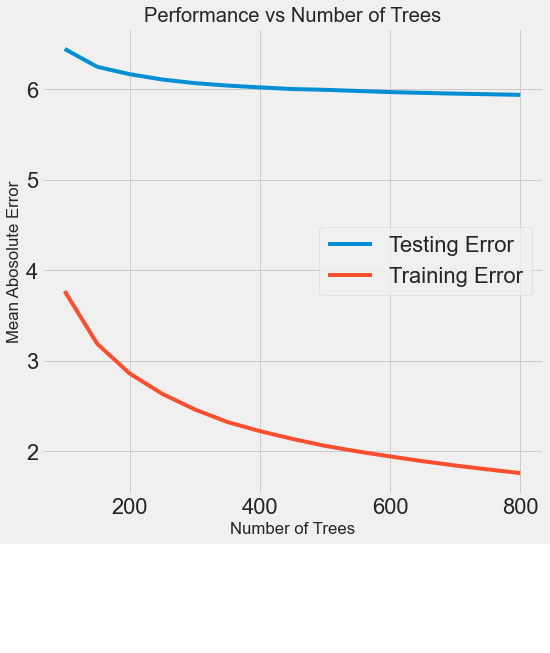 Performance vs Number of Trees
6
5
4
3
2
Mean Abosolute Error
Testing Error
Training Error
200
400
600
800
Number of Trees